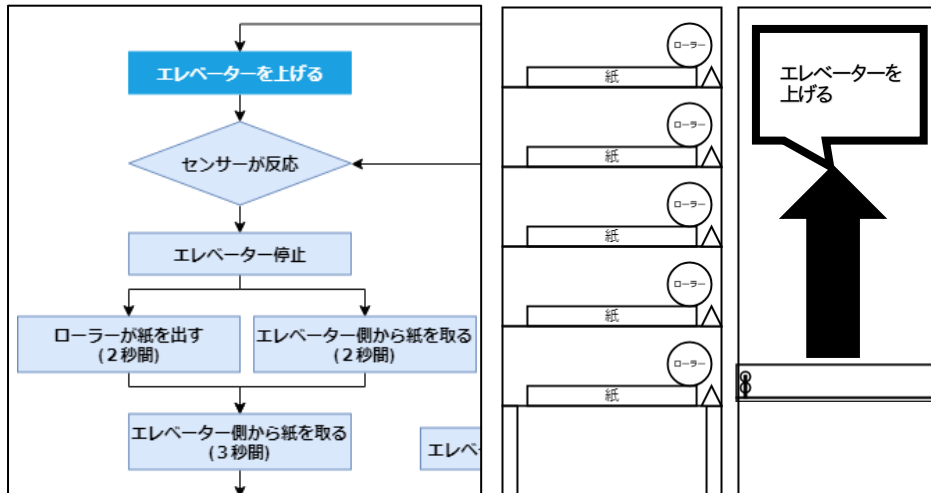 エレベーターを上げる
センサーが反応
エレベーター停止
ローラーが紙を出す
(２秒間)
エレベーター側から紙を取る
(２秒間)
エレベーター側から紙を取る
(３秒間)
エレベ
ローラー
紙
ローラー
紙
ローラー
紙
ローラー
紙
ローラー
紙
エレベーターを
上げる